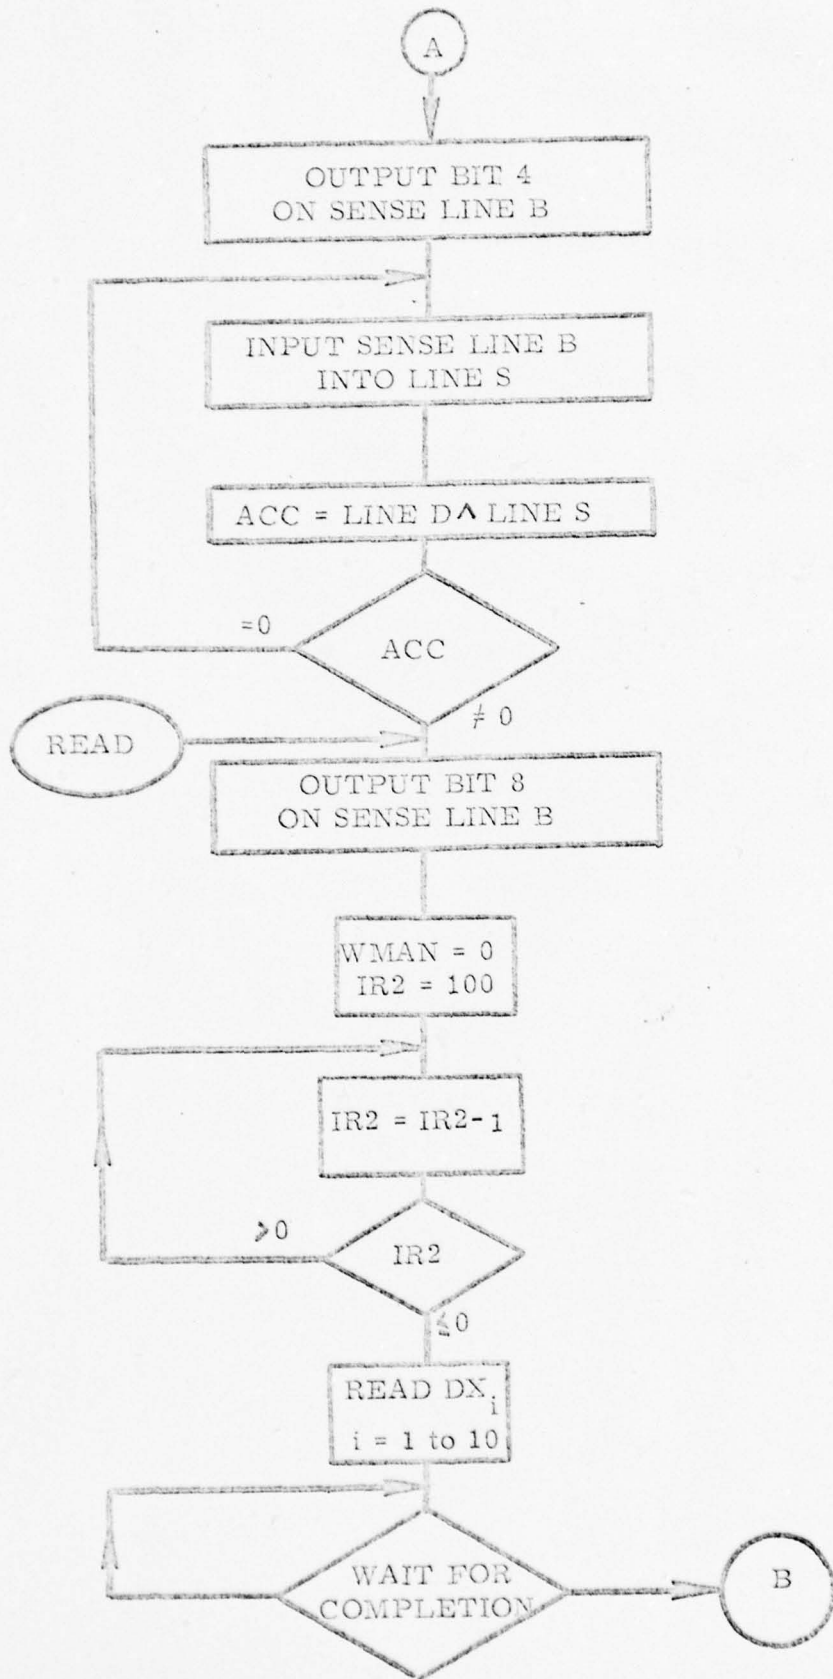 A
OUTPUT BIT 4
ON SENSE LINE B
INPUT SENSE LINE B
INTO LINE S
ACC = LINE D ∧ LINE S
=0
ACC
≠ 0
READ
OUTPUT BIT 8
ON SENSE LINE B
WMAN = 0
IR2 = 100
IR2 = IR2-1
>0
IR2
≤0
READ DXi
i = 1 to 10
WAIT FOR
COMPLETION
B